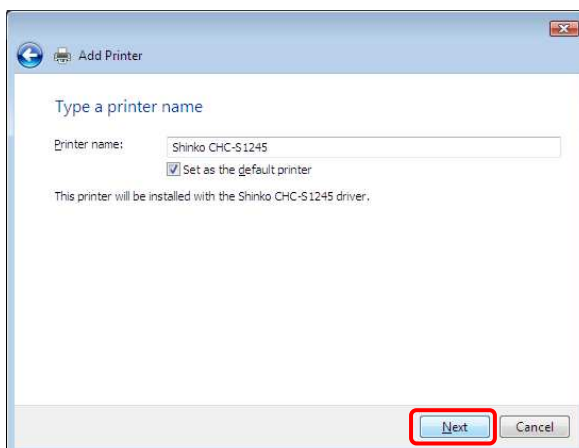 Add Printer
Type a printer name
Printer name: Shinko CHC-S1245
Set as the default printer
This printer will be installed with the Shinko CHC-S1245 driver.
Next Cancel